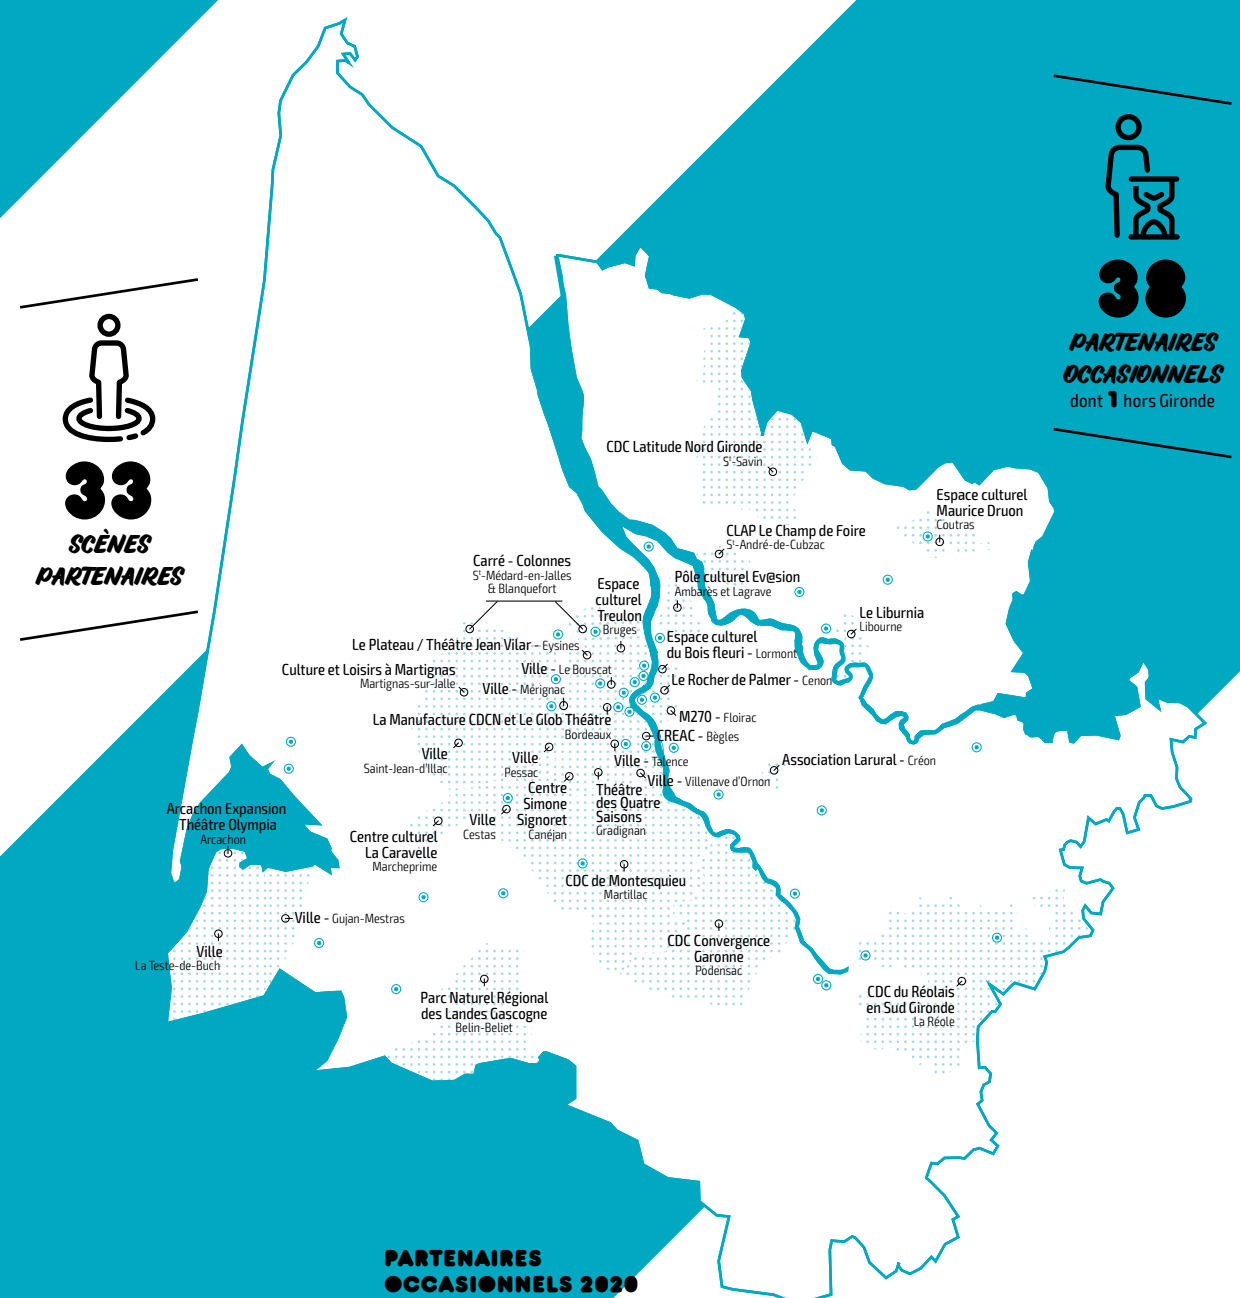 38
PARTENAIRES
OCCASIONNELS
dont 1 hors Gironde
33
SCÈNES
PARTENAIRES
CDC Latitude Nord Gironde
Sᵗ-Savin
Espace culturel
Maurice Druon
Coutras
CLAP Le Champ de Foire
Sᵗ-André-de-Cubzac
Carré - Colonnes
Sᵗ-Médard-en-Jalles
& Blanquefort
Espace
culturel
Treulon
Bruges
Pôle culturel Ev@sion
Ambarès et Lagrave
Le Liburnia
Libourne
Le Plateau / Théâtre Jean Vilar - Eysines
Espace culturel
du Bois fleuri - Lormont
Culture et Loisirs à Martignas
Martignas-sur-Jalle
Ville - Le Bouscat
Ville - Mérignac
Le Rocher de Palmer - Cenon
La Manufacture CDCN et Le Glob Théâtre
Bordeaux
M270 - Floirac
CREAC - Bègles
Ville
Saint-Jean-d'Illac
Ville
Pessac
Ville - Talence
Association Larural - Créon
Ville - Villenave d'Ornon
Centre
Simone
Signoret
Canéjan
Théâtre
des Quatre
Saisons
Gradignan
Arcachon Expansion
Théâtre Olympia
Arcachon
Ville
Cestas
Centre culturel
La Caravelle
Marcheprime
CDC de Montesquieu
Martillac
Ville - Gujan-Mestras
Ville
La Teste-de-Buch
CDC Convergence
Garonne
Podensac
Parc Naturel Régional
des Landes Gascogne
Belin-Beliet
CDC du Réolais
en Sud Gironde
La Réole
PARTENAIRES
OCCASIONNELS 2020